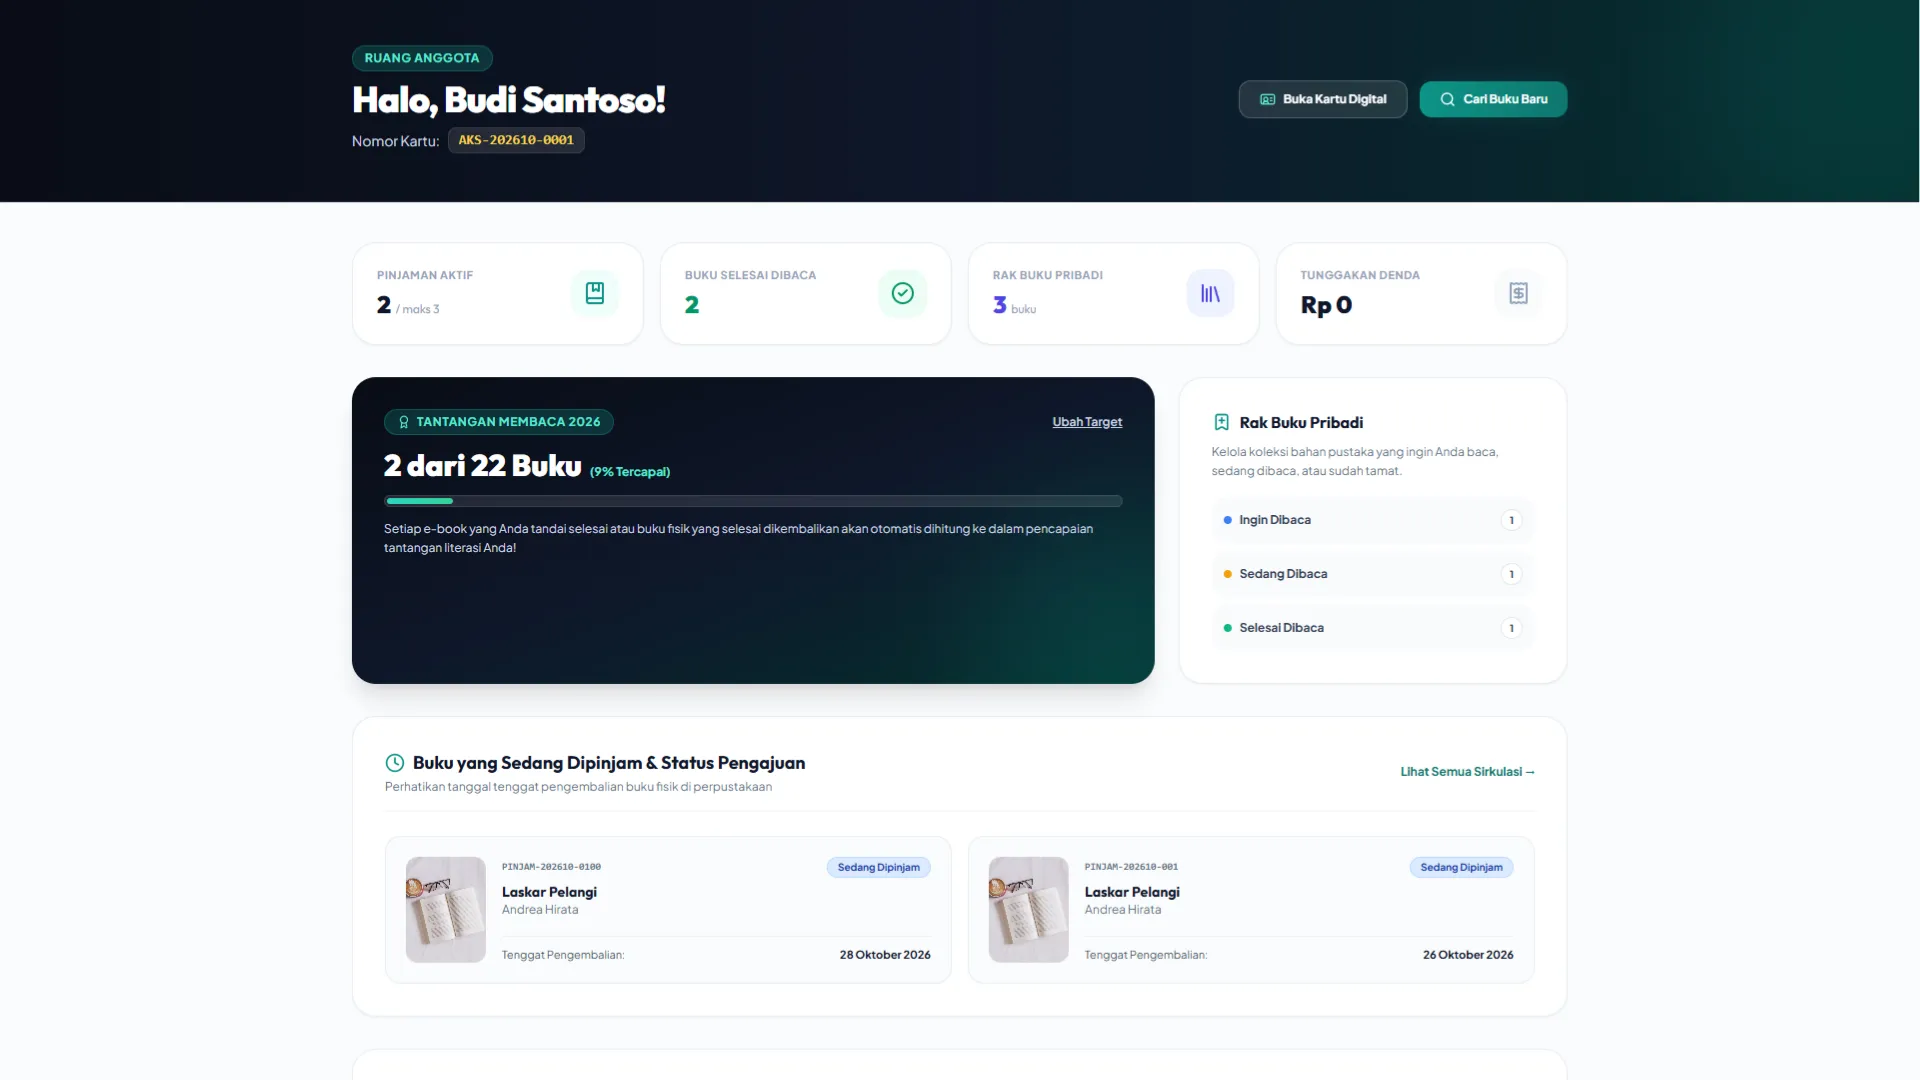 RUANG ANGGOTA
Halo, Budi Santoso!
Nomor Kartu: AKS-202610-0001
Buka Kartu Digital
Cari Buku Baru
PINJAMAN AKTIF
2 / maks 3
BUKU SELESAI DIBACA
2
RAK BUKU PRIBADI
3 buku
TUNGGAKAN DENDA
Rp 0
TANTANGAN MEMBACA 2026
Ubah Target
2 dari 22 Buku (9% Tercapai)
Setiap e-book yang Anda tandai selesai atau buku fisik yang selesai dikembalikan akan otomatis dihitung ke dalam pencapaian
tantangan literasi Anda!
Rak Buku Pribadi
Kelola koleksi bahan pustaka yang ingin Anda baca,
sedang dibaca, atau sudah tamat.
Ingin Dibaca 1
Sedang Dibaca 1
Selesai Dibaca 1
Buku yang Sedang Dipinjam & Status Pengajuan
Perhatikan tanggal tenggat pengembalian buku fisik di perpustakaan
Lihat Semua Sirkulasi →
PINJAM-202610-0100
Sedang Dipinjam
Laskar Pelangi
Andrea Hirata
Tenggat Pengembalian: 28 Oktober 2026
PINJAM-202610-001
Sedang Dipinjam
Laskar Pelangi
Andrea Hirata
Tenggat Pengembalian: 26 Oktober 2026